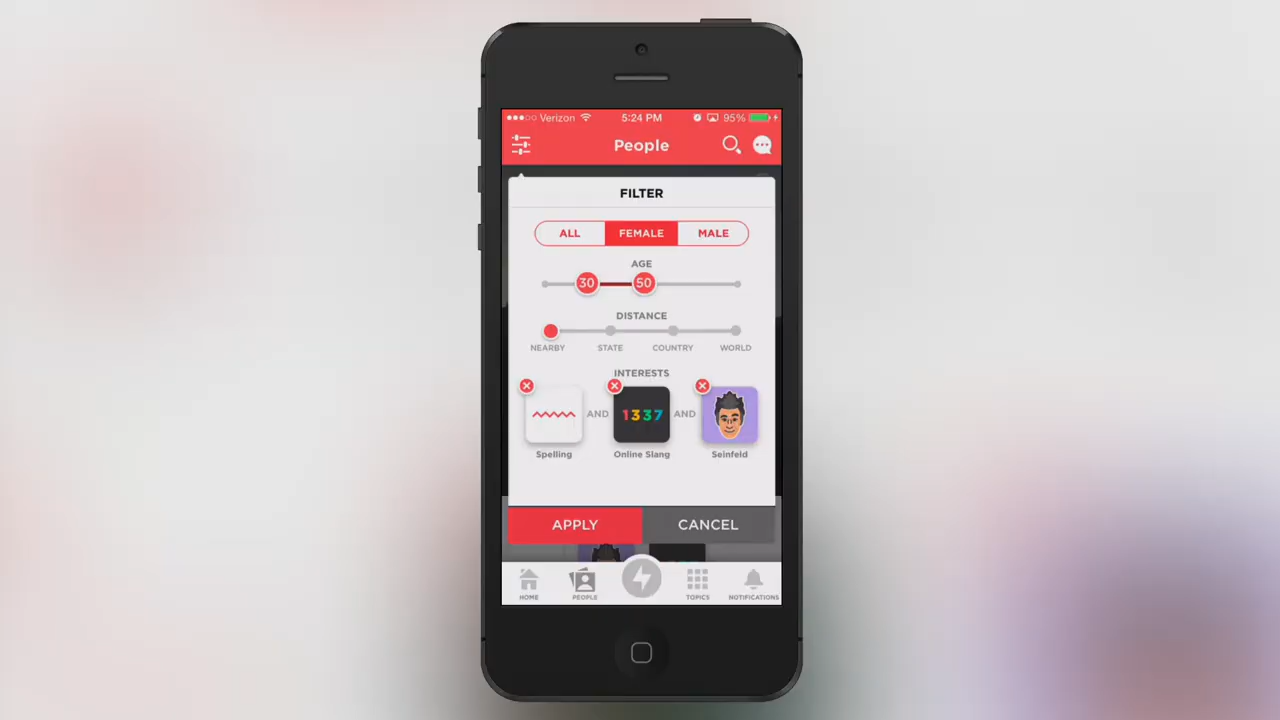 Verizon 5:24 PM 95%
People
FILTER
ALL FEMALE MALE
AGE
30 50
DISTANCE
NEARBY STATE COUNTRY WORLD
INTERESTS
1337
AND AND
Spelling Online Slang Seinfeld
APPLY CANCEL
HOME PEOPLE TOPICS NOTIFICATIONS